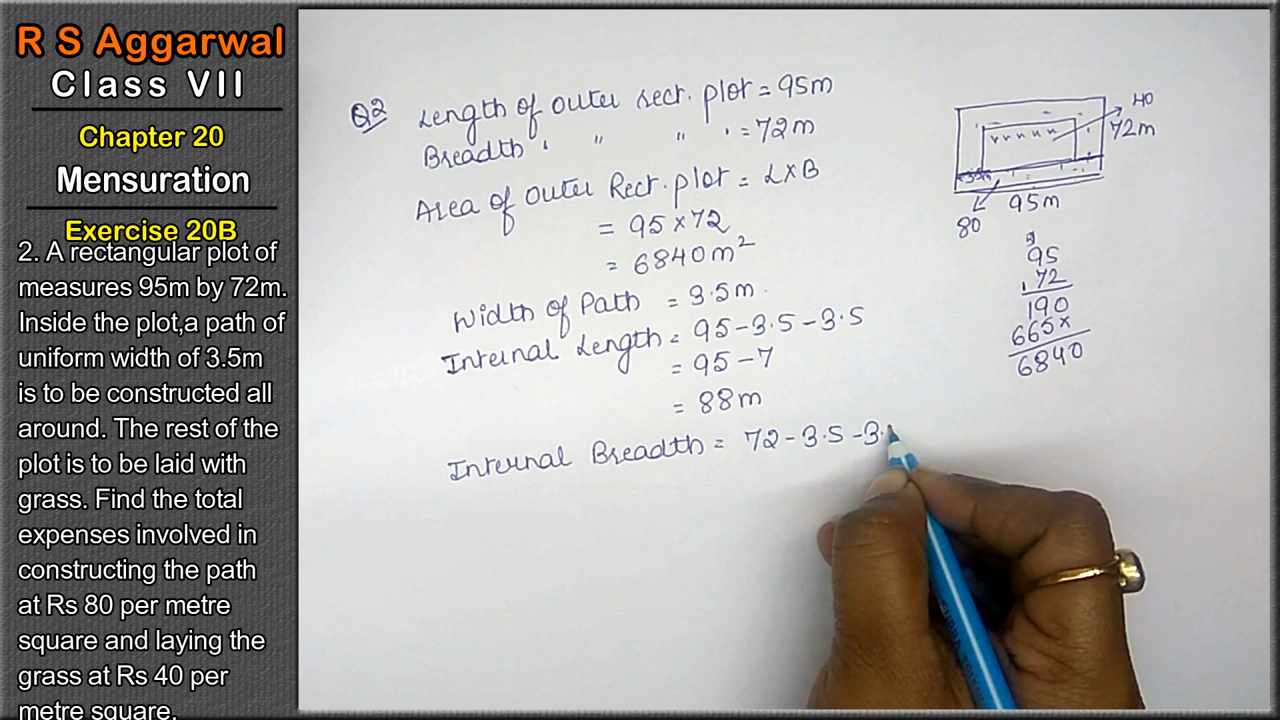 R S Aggarwal
Class VII
Chapter 20
Mensuration
Exercise 20B
2. A rectangular plot of
measures 95m by 72m.
Inside the plot,a path of
uniform width of 3.5m
is to be constructed all
around. The rest of the
plot is to be laid with
grass. Find the total
expenses involved in
constructing the path
at Rs 80 per metre
square and laying the
grass at Rs 40 per
metre square.
Q2 Length of outer rect. plot = 95m
Breadth " " " = 72m
Area of outer Rect. plot = L×B
= 95×72
= 6840m²
Width of Path = 3.5m.
Internal Length = 95-3.5-3.5
= 95-7
= 88m
Internal Breadth = 72-3.5-3.
40
72m
3.5m
95m
80
95
72
190
665×
6840